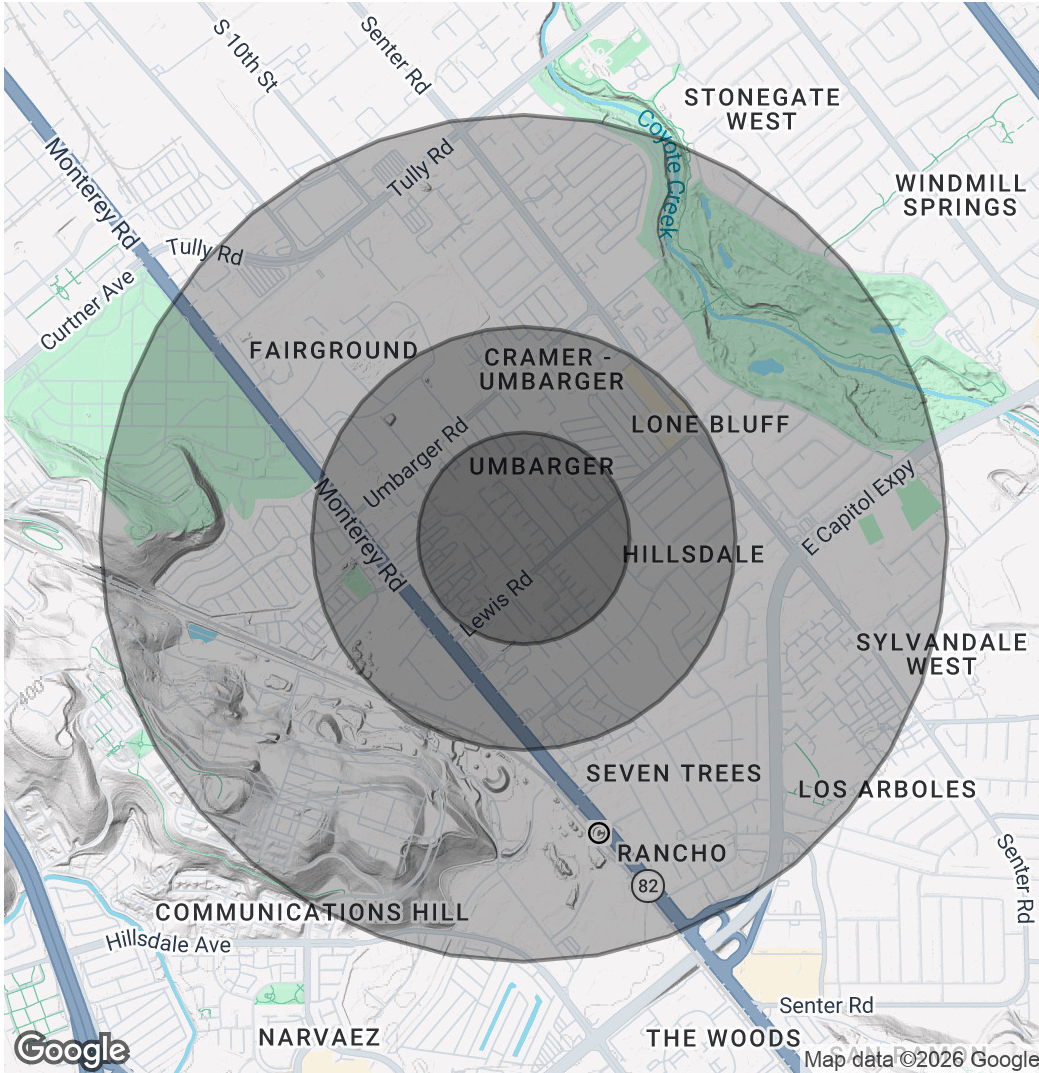 S 10th St
Senter Rd
STONEGATE
WEST
Coyote Creek
Monterey Rd
Tully Rd
WINDMILL
SPRINGS
Tully Rd
Curtner Ave
FAIRGROUND
CRAMER -
UMBARGER
LONE BLUFF
Umbarger Rd
UMBARGER
E Capitol Expy
Monterey Rd
HILLSDALE
Lewis Rd
SYLVANDALE
WEST
400'
SEVEN TREES
LOS ARBOLES
C
RANCHO
82
Senter Rd
COMMUNICATIONS HILL
Hillsdale Ave
Senter Rd
NARVAEZ
THE WOODS
Google
Map data ©2026 Google